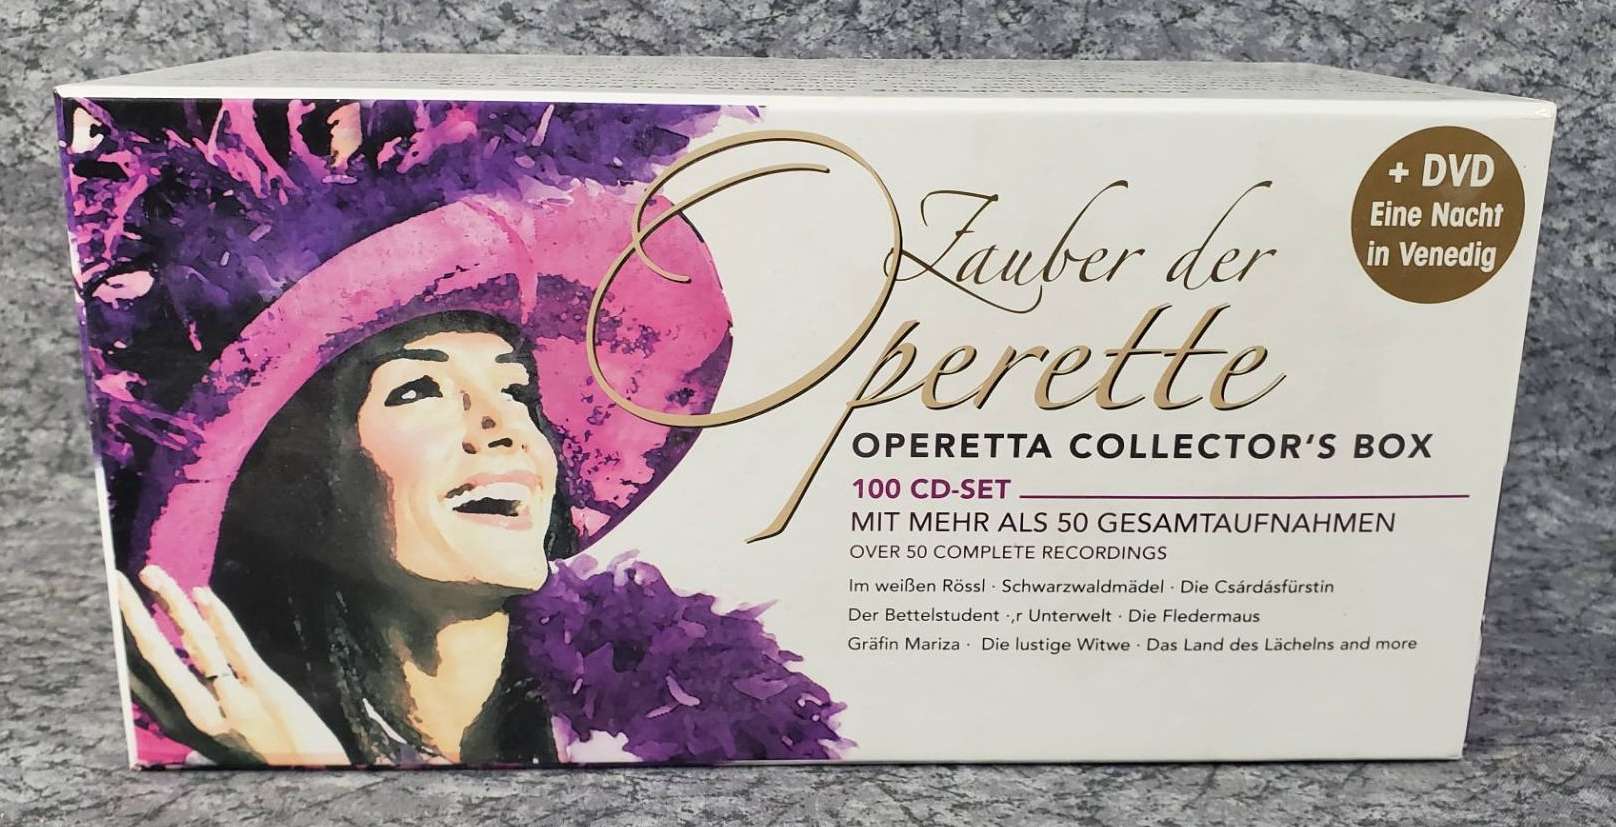 Zauber der
Operette
+ DVD
Eine Nacht
in Venedig
OPERETTA COLLECTOR‘S BOX
100 CD-SET
MIT MEHR ALS 50 GESAMTAUFNAHMEN
OVER 50 COMPLETE RECORDINGS
Im weißen Rössl · Schwarzwaldmädel · Die Csárdásfürstin
Der Bettelstudent ·,r Unterwelt · Die Fledermaus
Gräfin Mariza · Die lustige Witwe · Das Land des Lächelns and more